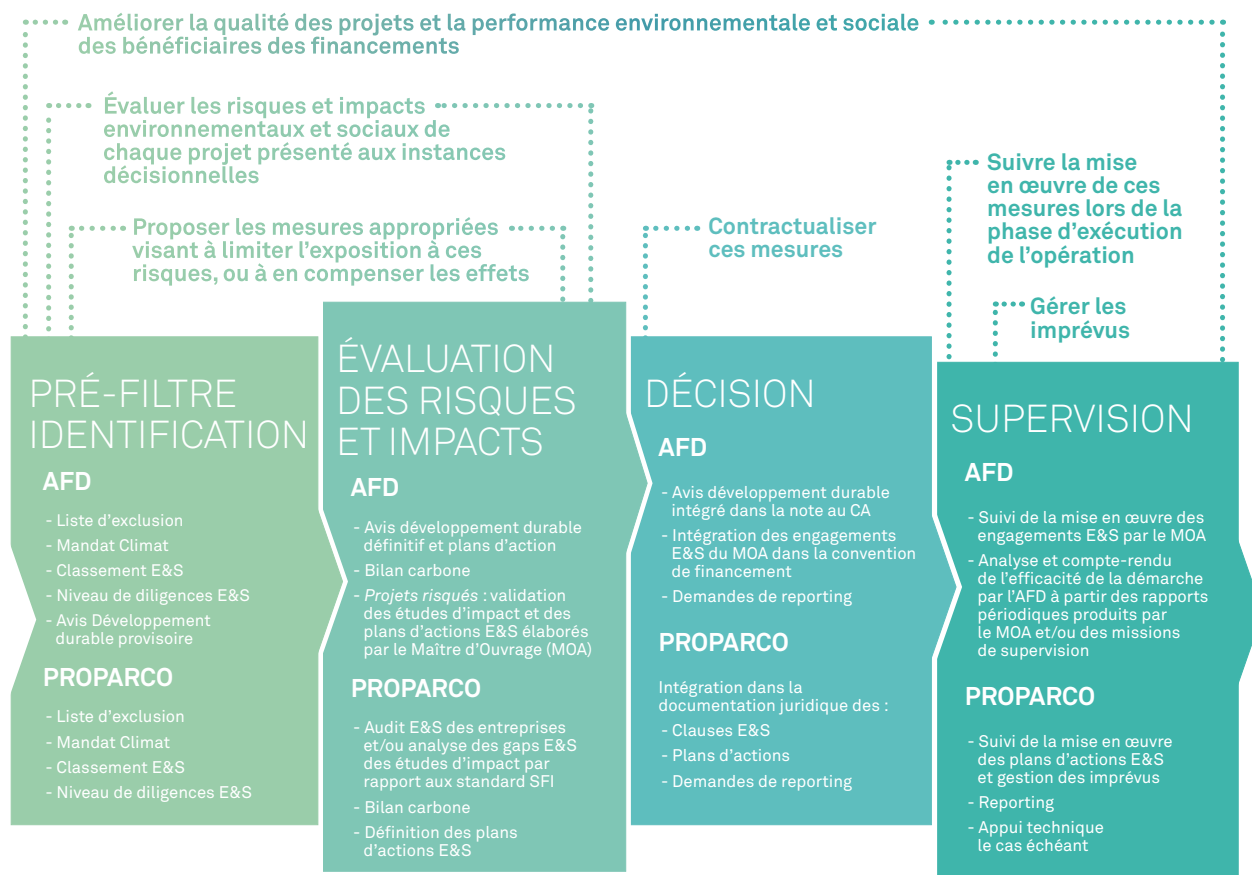 Améliorer la qualité des projets et la performance environnementale et sociale
des bénéficiaires des financements
Évaluer les risques et impacts
environnementaux et sociaux de
chaque projet présenté aux instances
décisionnelles
Proposer les mesures appropriées
visant à limiter l'exposition à ces
risques, ou à en compenser les effets
Contractualiser
ces mesures
Suivre la mise
en œuvre de ces
mesures lors de la
phase d'exécution
de l'opération
Gérer les
imprévus
PRÉ-FILTRE
IDENTIFICATION
AFD
- Liste d'exclusion
- Mandat Climat
- Classement E&S
- Niveau de diligences E&S
- Avis Développement
durable provisoire
PROPARCO
- Liste d'exclusion
- Mandat Climat
- Classement E&S
- Niveau de diligences E&S
ÉVALUATION
DES RISQUES
ET IMPACTS
AFD
- Avis développement durable
définitif et plans d'action
- Bilan carbone
- Projets risqués : validation
des études d'impact et des
plans d'actions E&S élaborés
par le Maître d'Ouvrage (MOA)
PROPARCO
- Audit E&S des entreprises
et/ou analyse des gaps E&S
des études d'impact par
rapport aux standard SFI
- Bilan carbone
- Définition des plans
d'actions E&S
DÉCISION
AFD
- Avis développement durable
intégré dans la note au CA
- Intégration des engagements
E&S du MOA dans la convention
de financement
- Demandes de reporting
PROPARCO
Intégration dans la
documentation juridique des :
- Clauses E&S
- Plans d'actions
- Demandes de reporting
SUPERVISION
AFD
- Suivi de la mise en œuvre des
engagements E&S par le MOA
- Analyse et compte-rendu
de l'efficacité de la démarche
par l'AFD à partir des rapports
périodiques produits par
le MOA et/ou des missions
de supervision
PROPARCO
- Suivi de la mise en œuvre
des plans d'actions E&S
et gestion des imprévus
- Reporting
- Appui technique
le cas échéant